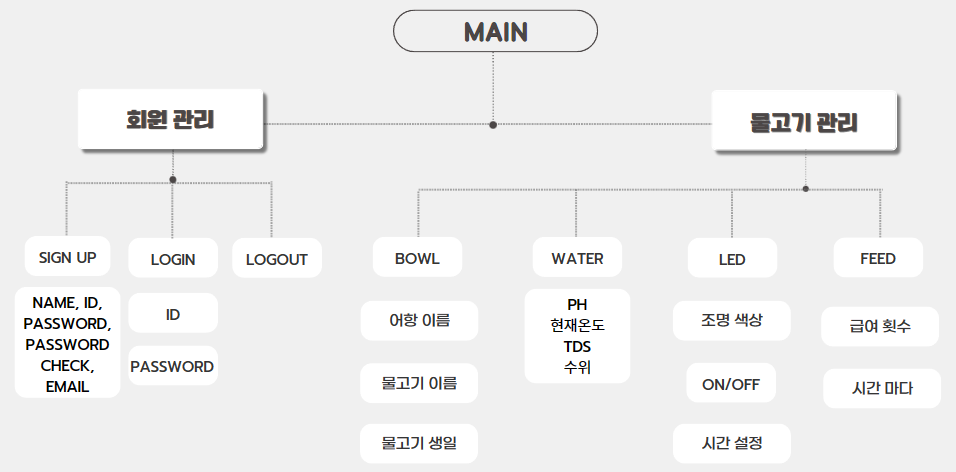 MAIN
회원 관리
물고기 관리
SIGN UP
LOGIN
LOGOUT
BOWL
WATER
LED
FEED
NAME, ID,
PASSWORD,
PASSWORD
CHECK,
EMAIL
ID
PASSWORD
어항 이름
물고기 이름
물고기 생일
PH
현재온도
TDS
수위
조명 색상
ON/OFF
시간 설정
급여 횟수
시간 마다